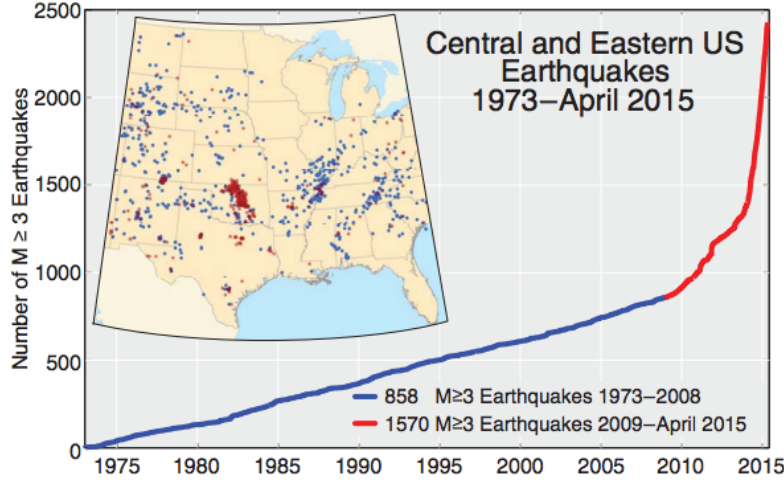 Central and Eastern US
Earthquakes
1973–April 2015
Number of M ≥ 3 Earthquakes
2500
2000
1500
1000
500
0
858 M≥3 Earthquakes 1973–2008
1570 M≥3 Earthquakes 2009–April 2015
1975 1980 1985 1990 1995 2000 2005 2010 2015